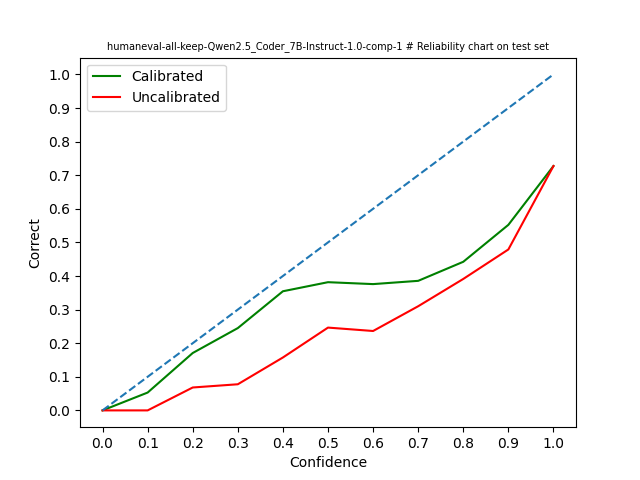 humaneval-all-keep-Qwen2.5_Coder_7B-Instruct-1.0-comp-1 # Reliability chart on test set
Calibrated
Uncalibrated
1.0
0.9
0.8
0.7
0.6
0.5
0.4
0.3
0.2
0.1
0.0
Correct
0.0 0.1 0.2 0.3 0.4 0.5 0.6 0.7 0.8 0.9 1.0
Confidence